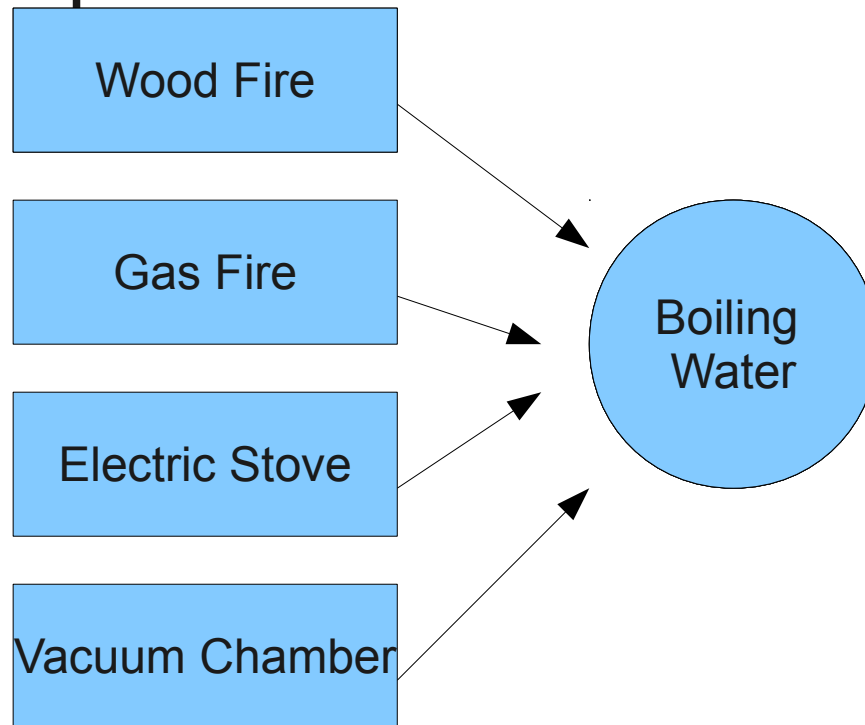 Wood Fire
Gas Fire
Boiling
Water
Electric Stove
Vacuum Chamber